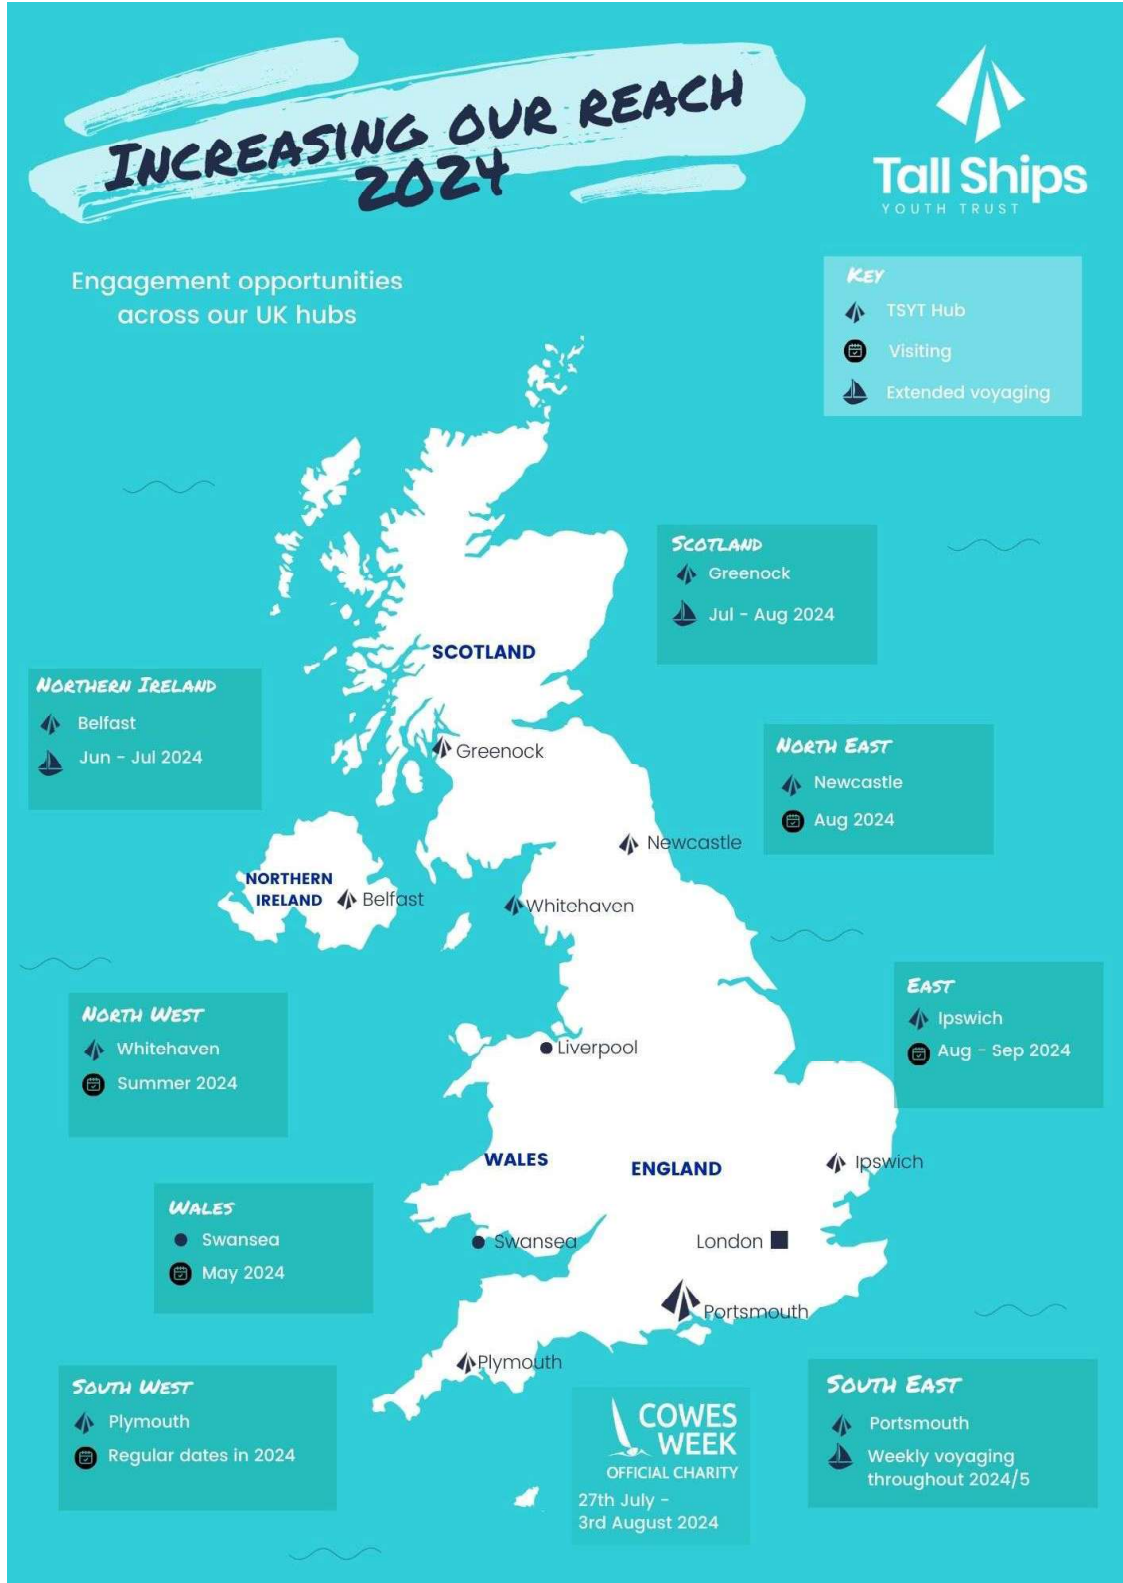 INCREASING OUR REACH
2024
Tall Ships
YOUTH TRUST
Engagement opportunities
across our UK hubs
KEY
TSYT Hub
Visiting
Extended voyaging
SCOTLAND
Greenock
Jul - Aug 2024
SCOTLAND
NORTHERN IRELAND
Belfast
Jun - Jul 2024
Greenock
NORTH EAST
Newcastle
Aug 2024
Newcastle
NORTHERN
IRELAND
Belfast
Whitehaven
NORTH WEST
Whitehaven
Summer 2024
EAST
Ipswich
Aug - Sep 2024
Liverpool
WALES
ENGLAND
Ipswich
WALES
Swansea
May 2024
Swansea
London
Portsmouth
Plymouth
SOUTH WEST
Plymouth
Regular dates in 2024
COWES
WEEK
OFFICIAL CHARITY
27th July -
3rd August 2024
SOUTH EAST
Portsmouth
Weekly voyaging
throughout 2024/5